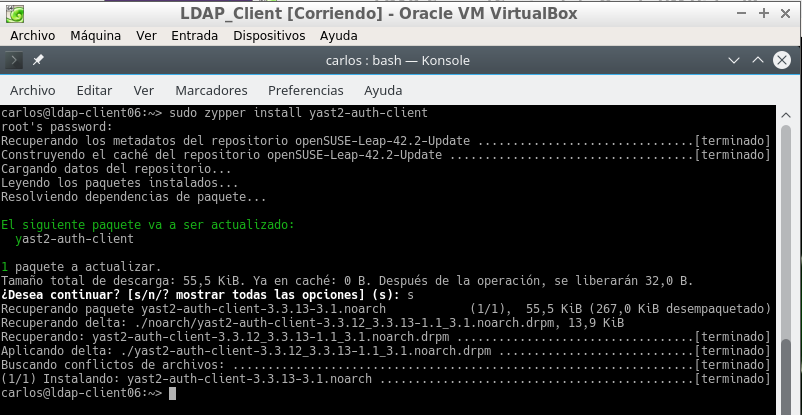 LDAP_Client [Corriendo] - Oracle VM VirtualBox
Archivo Máquina Ver Entrada Dispositivos Ayuda
carlos : bash — Konsole
Archivo Editar Ver Marcadores Preferencias Ayuda
carlos@ldap-client06:~> sudo zypper install yast2-auth-client
root's password:
Recuperando los metadatos del repositorio openSUSE-Leap-42.2-Update ...............................[terminado]
Construyendo el caché del repositorio openSUSE-Leap-42.2-Update ...................................[terminado]
Cargando datos del repositorio...
Leyendo los paquetes instalados...
Resolviendo dependencias de paquete...
El siguiente paquete va a ser actualizado:
yast2-auth-client
1 paquete a actualizar.
Tamaño total de descarga: 55,5 KiB. Ya en caché: 0 B. Después de la operación, se liberarán 32,0 B.
¿Desea continuar? [s/n/? mostrar todas las opciones] (s): s
Recuperando paquete yast2-auth-client-3.3.13-3.1.noarch (1/1), 55,5 KiB (267,0 KiB desempaquetado)
Recuperando delta: ./noarch/yast2-auth-client-3.3.12_3.3.13-1.1_3.1.noarch.drpm, 13,9 KiB
Recuperando: yast2-auth-client-3.3.12_3.3.13-1.1_3.1.noarch.drpm ..................................[terminado]
Aplicando delta: ./yast2-auth-client-3.3.12_3.3.13-1.1_3.1.noarch.drpm ............................[terminado]
Buscando conflictos de archivos: ..................................................................[terminado]
(1/1) Instalando: yast2-auth-client-3.3.13-3.1.noarch .............................................[terminado]
carlos@ldap-client06:~>